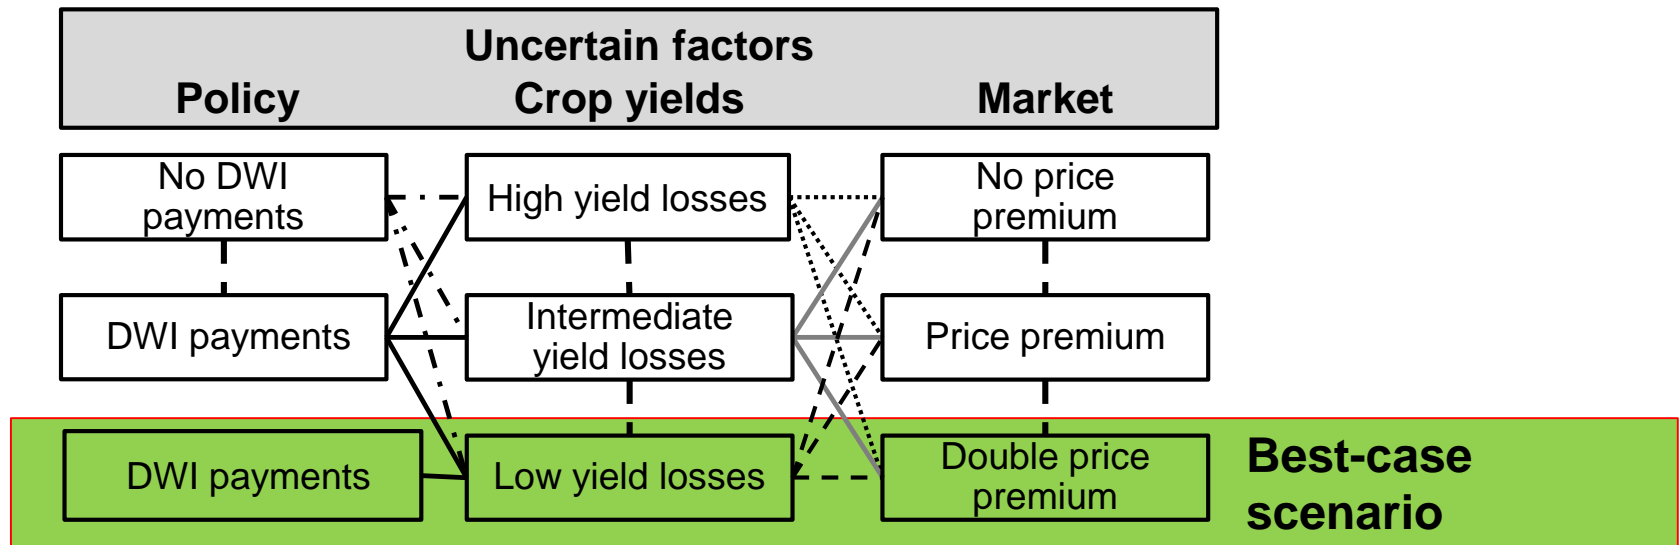 Uncertain factors
Policy Crop yields Market
No DWI
payments
High yield losses
No price
premium
DWI payments
Intermediate
yield losses
Price premium
DWI payments
Low yield losses
Double price
premium
Best-case
scenario